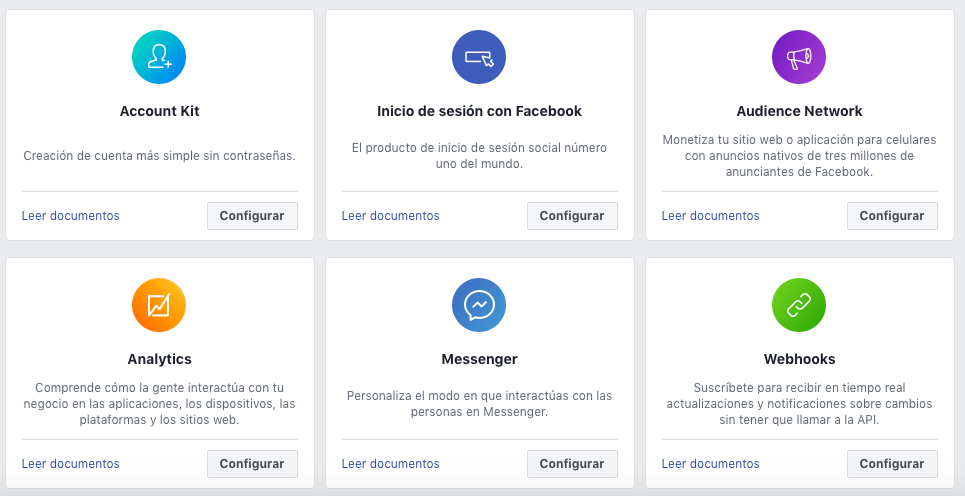 Account Kit
Creación de cuenta más simple sin contraseñas.
Leer documentos
Configurar
Inicio de sesión con Facebook
El producto de inicio de sesión social número
uno del mundo.
Leer documentos
Configurar
Audience Network
Monetiza tu sitio web o aplicación para celulares
con anuncios nativos de tres millones de
anunciantes de Facebook.
Leer documentos
Configurar
Analytics
Comprende cómo la gente interactúa con tu
negocio en las aplicaciones, los dispositivos, las
plataformas y los sitios web.
Leer documentos
Configurar
Messenger
Personaliza el modo en que interactúas con las
personas en Messenger.
Leer documentos
Configurar
Webhooks
Suscríbete para recibir en tiempo real
actualizaciones y notificaciones sobre cambios
sin tener que llamar a la API.
Leer documentos
Configurar